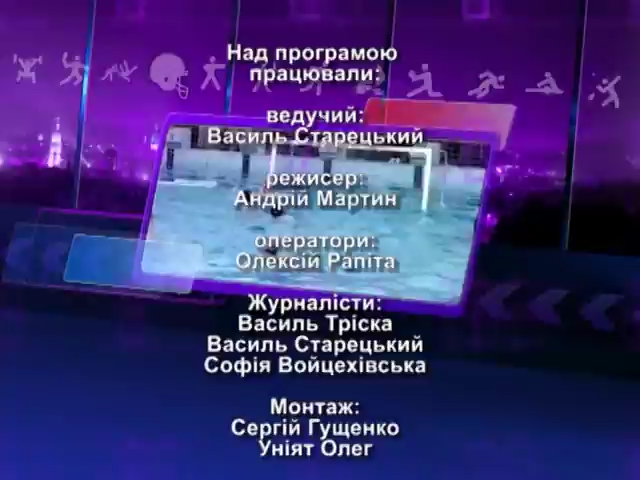 Над програмою
працювали:
ведучий:
Василь Старецький
режисер:
Андрій Мартин
оператори:
Олексій Рапіта
Журналісти:
Василь Тріска
Василь Старецький
Софія Войцехівська
Монтаж:
Сергій Гущенко
Уніят Олег